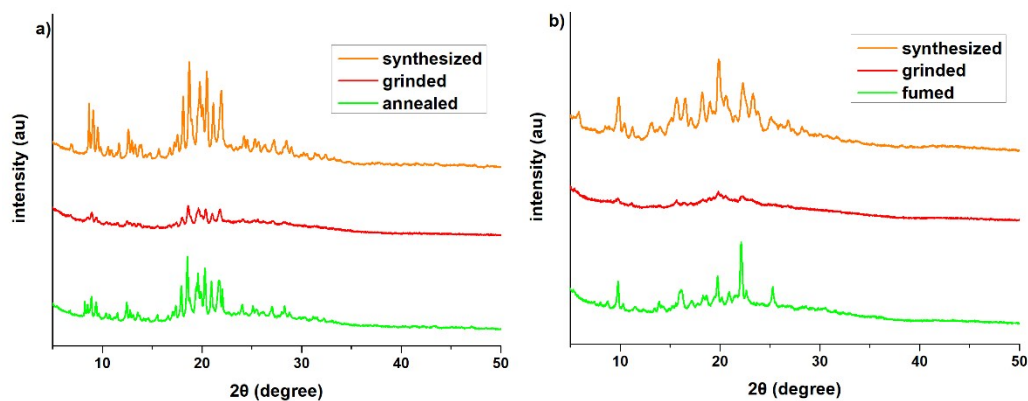 a)
synthesized
grinded
annealed
intensity (au)
10 20 30 40 50
2θ (degree)
b)
synthesized
grinded
fumed
intensity (au)
10 20 30 40 50
2θ (degree)